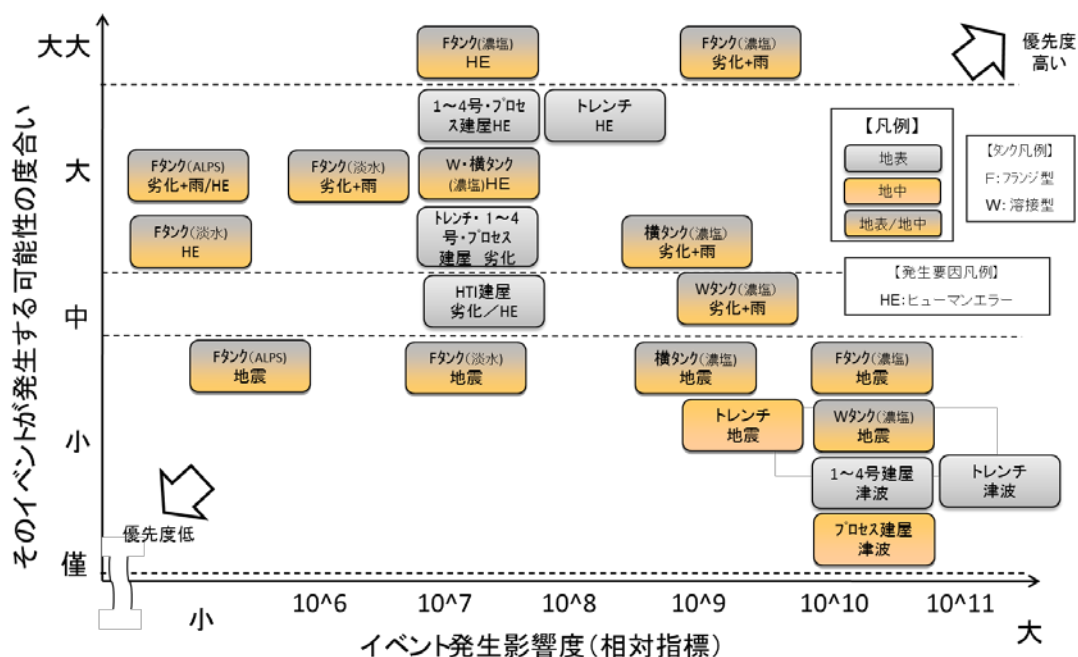 そのイベントが発生する可能性の度合い
大大
大
中
小
僅
Fタンク(濃塩)
HE
Fタンク(濃塩)
劣化+雨
優先度
高い
1～4号・プロセ
ス建屋HE
トレンチ
HE
Fタンク(ALPS)
劣化+雨/HE
Fタンク(淡水)
劣化+雨
W・横タンク
(濃塩)HE
Fタンク(淡水)
HE
トレンチ・1～4
号・プロセス
建屋 劣化
横タンク(濃塩)
劣化+雨
HTI建屋
劣化／HE
Wタンク(濃塩)
劣化+雨
Fタンク(ALPS)
地震
Fタンク(淡水)
地震
横タンク(濃塩)
地震
Fタンク(濃塩)
地震
トレンチ
地震
Wタンク(濃塩)
地震
1～4号建屋
津波
トレンチ
津波
プロセス建屋
津波
優先度低
【凡例】
地表
地中
地表/地中
【タンク凡例】
F:フランジ型
W:溶接型
【発生要因凡例】
HE:ヒューマンエラー
小
10^6
10^7
10^8
10^9
10^10
10^11
大
イベント発生影響度(相対指標)